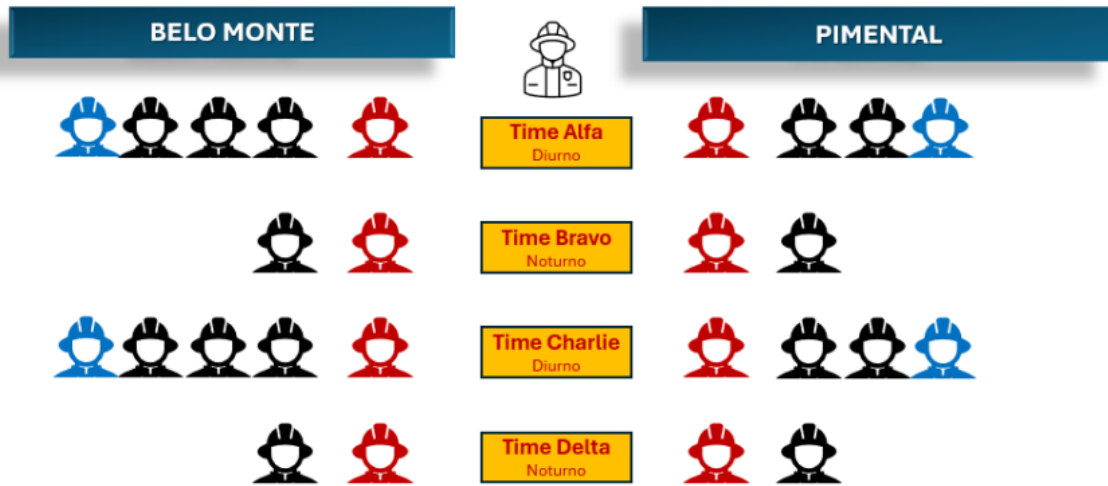 BELO MONTE
PIMENTAL
Time Alfa
Diurno
Time Bravo
Noturno
Time Charlie
Diurno
Time Delta
Noturno